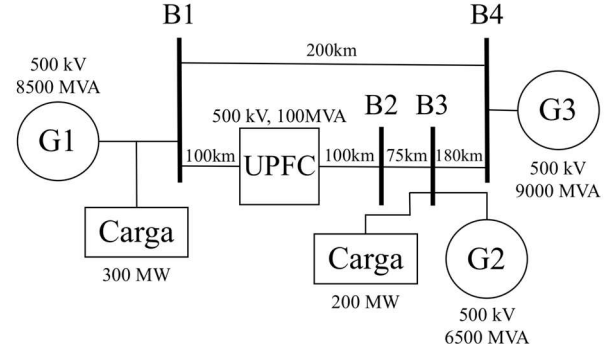 B1
B4
200km
500 kV
8500 MVA
G1
500 kV, 100MVA
B2
B3
G3
100km
UPFC
100km
75km
180km
500 kV
9000 MVA
Carga
300 MW
Carga
200 MW
G2
500 kV
6500 MVA